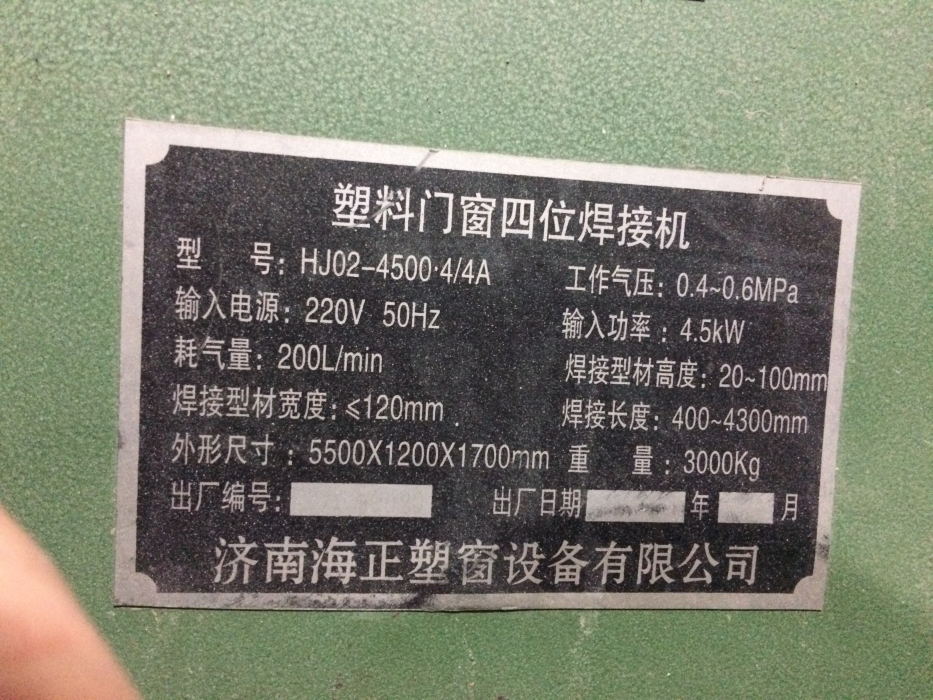 塑料门窗四位焊接机
型 号: HJ02-4500·4/4A 工作气压: 0.4~0.6MPa
输入电源: 220V 50Hz 输入功率: 4.5kW
耗气量: 200L/min 焊接型材高度: 20~100mm
焊接型材宽度: ≤120mm 焊接长度: 400~4300mm
外形尺寸: 5500X1200X1700mm 重 量: 3000Kg
出厂编号: 出厂日期 年 月
济南海正塑窗设备有限公司